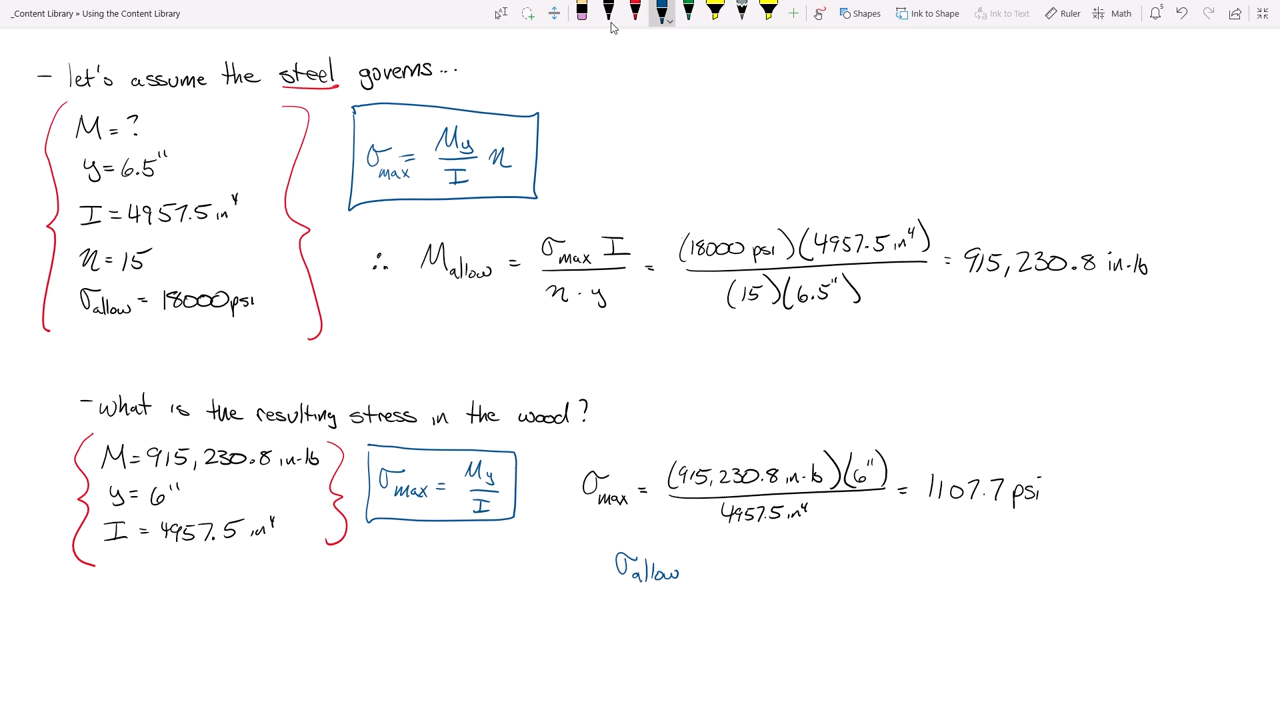 _Content Library » Using the Content Library
Shapes Ink to Shape Ink to Text Ruler Math
- let's assume the steel governs...
M = ?
y = 6.5"
I = 4957.5 in⁴
n = 15
σallow = 18000 psi
σmax = My/I n
∴ Mallow = σmax I / n · y = (18000 psi)(4957.5 in⁴) / (15)(6.5") = 915,230.8 in·lb
- what is the resulting stress in the wood?
M = 915,230.8 in·lb
y = 6"
I = 4957.5 in⁴
σmax = My/I
σmax = (915,230.8 in·lb)(6") / 4957.5 in⁴ = 1107.7 psi
σallow